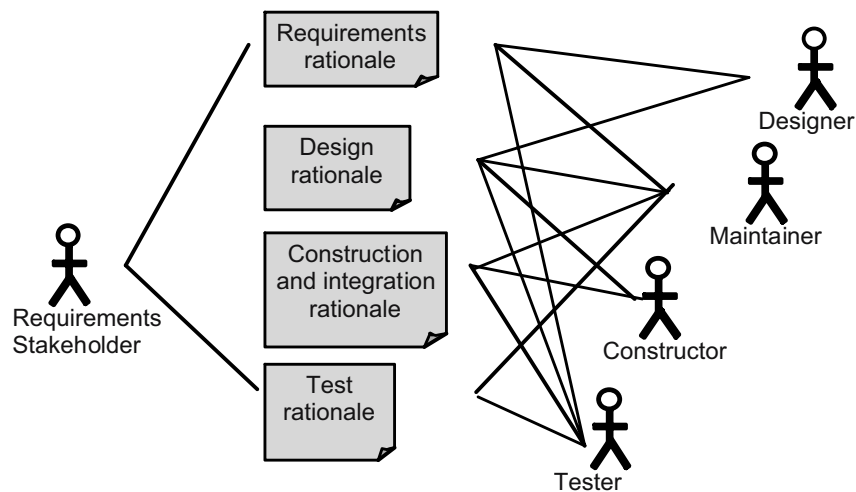 Requirements
rationale
Design
rationale
Construction
and integration
rationale
Test
rationale
Requirements
Stakeholder
Designer
Maintainer
Constructor
Tester